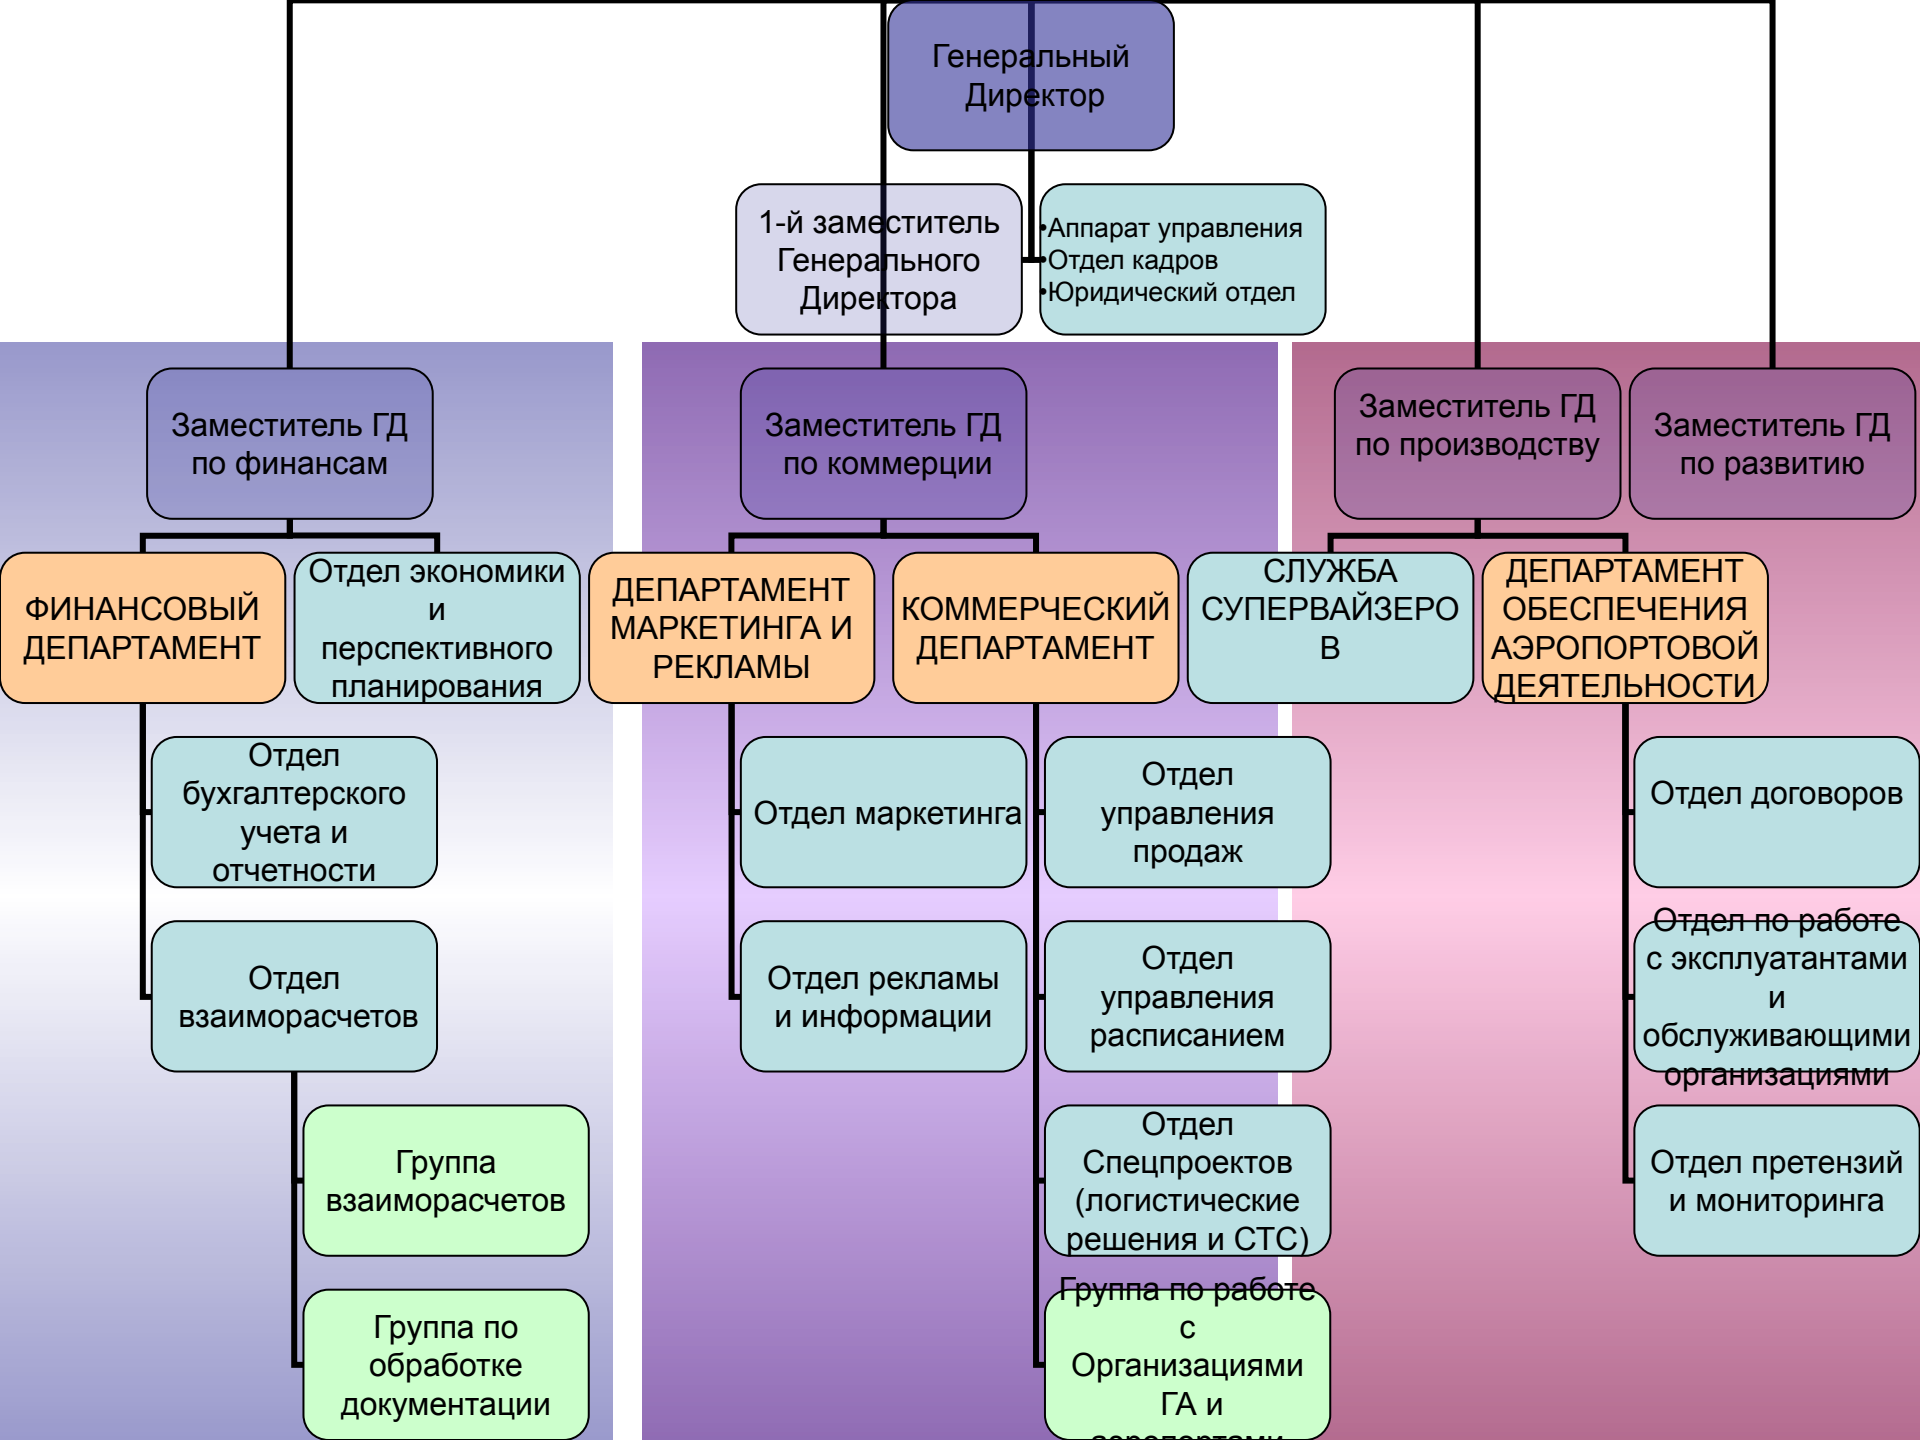 Генеральный
Директор
1-й заместитель
Генерального
Директора
•Аппарат управления
•Отдел кадров
•Юридический отдел
Заместитель ГД
по финансам
Заместитель ГД
по коммерции
Заместитель ГД
по производству
Заместитель ГД
по развитию
ФИНАНСОВЫЙ
ДЕПАРТАМЕНТ
Отдел экономики
и
перспективного
планирования
ДЕПАРТАМЕНТ
МАРКЕТИНГА И
РЕКЛАМЫ
КОММЕРЧЕСКИЙ
ДЕПАРТАМЕНТ
СЛУЖБА
СУПЕРВАЙЗЕРО
В
ДЕПАРТАМЕНТ
ОБЕСПЕЧЕНИЯ
АЭРОПОРТОВОЙ
ДЕЯТЕЛЬНОСТИ
Отдел
бухгалтерского
учета и
отчетности
Отдел маркетинга
Отдел
управления
продаж
Отдел договоров
Отдел
взаиморасчетов
Отдел рекламы
и информации
Отдел
управления
расписанием
Отдел по работе
с эксплуатантами
и
обслуживающими
организациями
Группа
взаиморасчетов
Отдел
Спецпроектов
(логистические
решения и СТС)
Отдел претензий
и мониторинга
Группа по
обработке
документации
Группа по работе
с
Организациями
ГА и
аэропортами